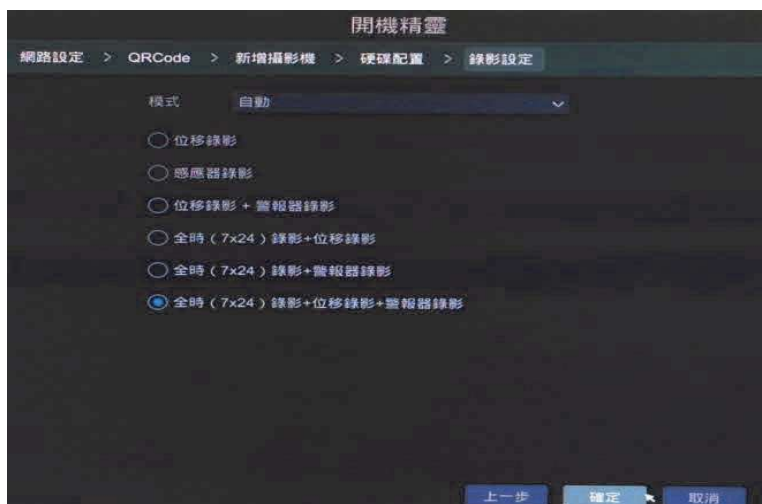 開機精靈
網路設定 > QRCode > 新增攝影機 > 硬碟配置 > 錄影設定
模式 自動
位移錄影
感應器錄影
位移錄影 + 警報器錄影
全時 ( 7x24 ) 錄影+位移錄影
全時 ( 7x24 ) 錄影+警報器錄影
全時 ( 7x24 ) 錄影+位移錄影+警報器錄影
上一步 確定 取消